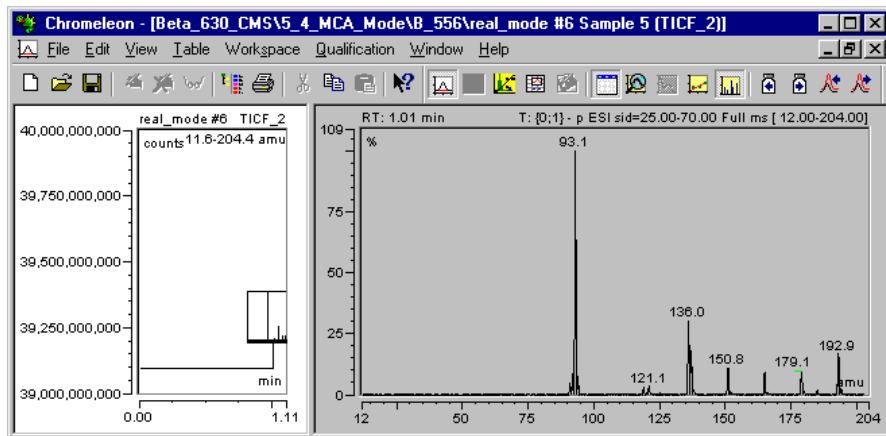 Chromeleon - [Beta_630_CMS\5_4_MCA_Mode\B_556\real_mode #6 Sample 5 (TICF_2)]
File Edit View Table Workspace Qualification Window Help
real_mode #6 TICF_2
40,000,000,000
counts 11.6-204.4 amu
39,750,000,000
39,500,000,000
39,250,000,000
39,000,000,000
min
0.00 1.11
RT: 1.01 min T: {0;1} - p ESI sid=25.00-70.00 Full ms [ 12.00-204.00]
109
%
93.1
75
50
136.0
25
192.9
150.8
179.1
121.1
amu
0
12 50 75 100 125 150 175 204